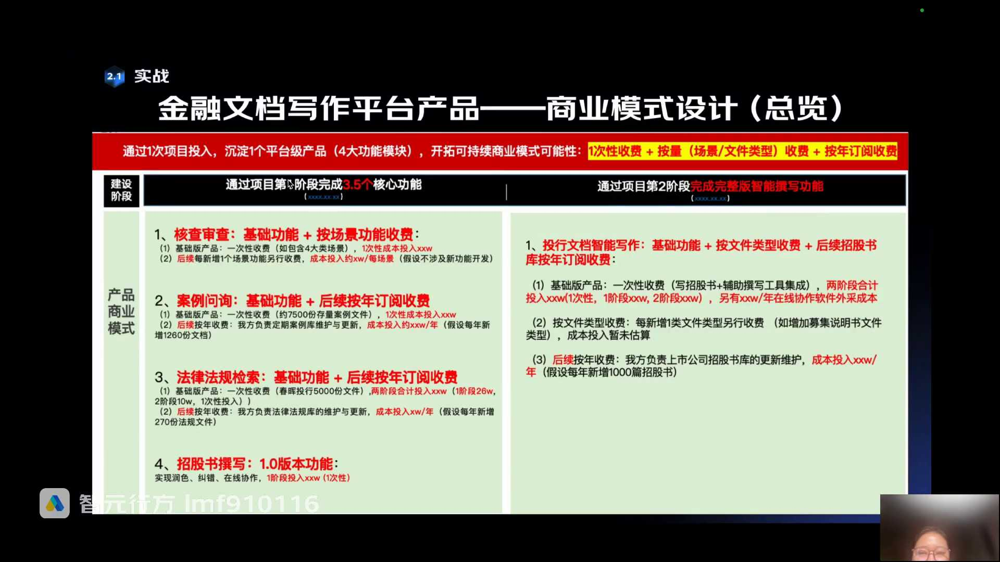 2.1 实战
金融文档写作平台产品——商业模式设计（总览）
通过1次项目投入，沉淀1个平台级产品（4大功能模块），开拓可持续商业模式可能性：1次性收费 + 按量（场景/文件类型）收费 + 按年订阅收费
建设
阶段
通过项目第1阶段完成3.5个核心功能
（xxxx.xx.xx）
通过项目第2阶段完成完整版智能撰写功能
（xxxx.xx.xx）
产品
商业
模式
1、核查审查：基础功能 + 按场景功能收费：
（1）基础版产品：一次性收费（如包含4大类场景），1次性成本投入xxw
（2）后续每新增1个场景功能另行收费，成本投入约xw/每场景（假设不涉及新功能开发）
2、案例问询：基础功能 + 后续按年订阅收费
（1）基础版产品：一次性收费（约7500份存量案例文件），1次性成本投入xxw
（2）后续按年收费：我方负责定期案例库维护与更新，成本投入约xxw/年（假设每年新
增1260份文档）
3、法律法规检索：基础功能 + 后续按年订阅收费
（1）基础版产品：一次性收费（春晖投行5000份文件）,两阶段合计投入xxw（1阶段26w,
2阶段10w，1次性投入））
（2）后续按年收费：我方负责法律法规库的维护与更新，成本投入xw/年（假设每年新增
270份法规文件）
4、招股书撰写：1.0版本功能：
实现润色、纠错、在线协作，1阶段投入xxw (1次性）
1、投行文档智能写作：基础功能 + 按文件类型收费 + 后续招股书
库按年订阅收费：
（1）基础版产品：一次性收费（写招股书+辅助撰写工具集成），两阶段合计
投入xxw(1次性，1阶段xxw, 2阶段xxw），另有xxw/年在线协作软件外采成本
（2）按文件类型收费：每新增1类文件类型另行收费 （如增加募集说明书文件
类型），成本投入暂未估算
（3）后续按年收费：我方负责上市公司招股书库的更新维护，成本投入xxw/
年（假设每年新增1000篇招股书）
智元行方 lmf910116